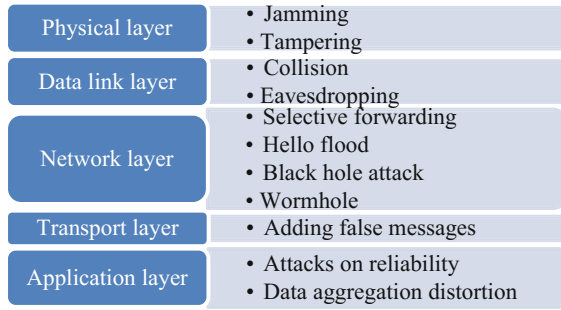 Physical layer
• Jamming
• Tampering
Data link layer
• Collision
• Eavesdropping
Network layer
• Selective forwarding
• Hello flood
• Black hole attack
• Wormhole
Transport layer
• Adding false messages
Application layer
• Attacks on reliability
• Data aggregation distortion